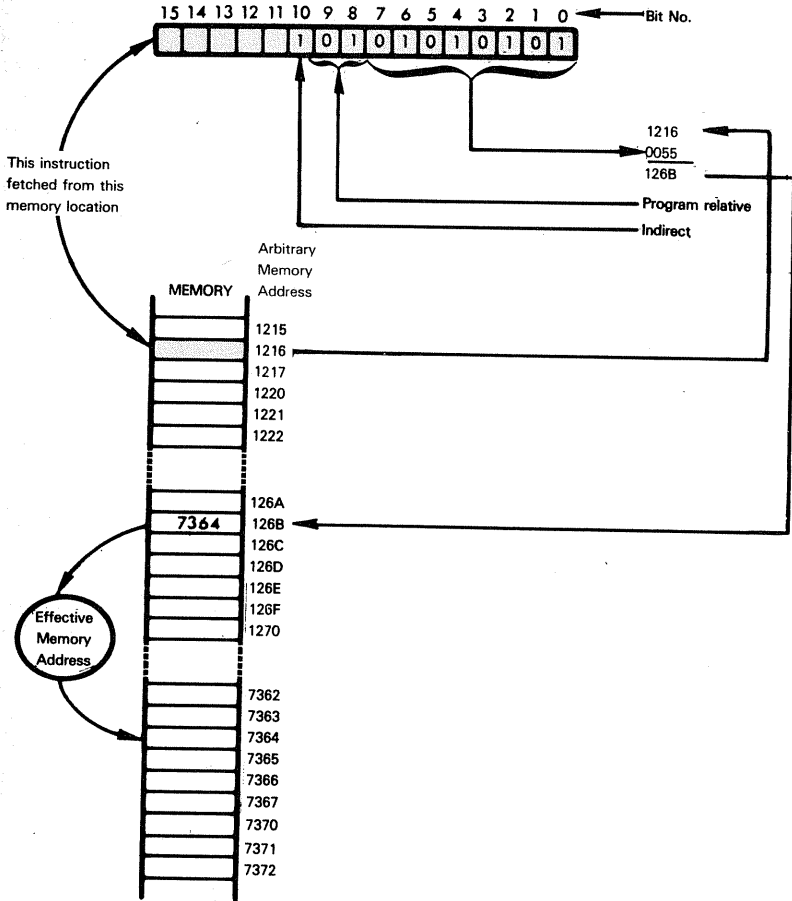 15 14 13 12 11 10 9 8 7 6 5 4 3 2 1 0 Bit No.
1 0 1 0 1 0 1 0 1 0 1
1216
0055
126B
This instruction
fetched from this
memory location
Program relative
Indirect
Arbitrary
Memory
Address
MEMORY
1215
1216
1217
1220
1221
1222
126A
7364 126B
126C
126D
126E
126F
1270
Effective
Memory
Address
7362
7363
7364
7365
7366
7367
7370
7371
7372